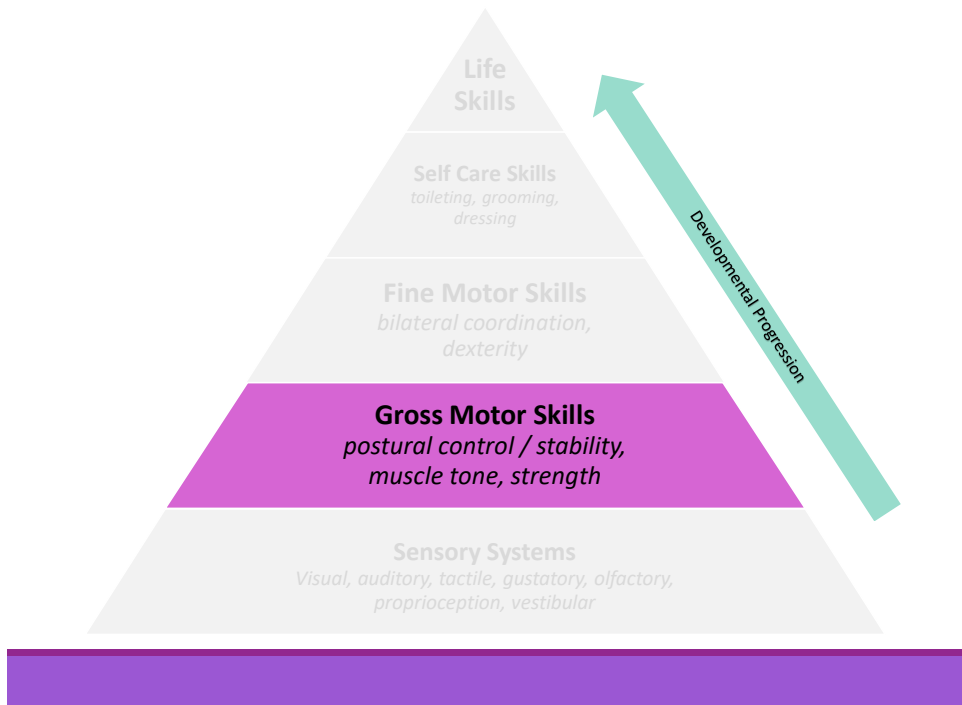 Life
Skills
Self Care Skills
toileting, grooming,
dressing
Fine Motor Skills
bilateral coordination,
dexterity
Gross Motor Skills
postural control / stability,
muscle tone, strength
Sensory Systems
Visual, auditory, tactile, gustatory, olfactory,
proprioception, vestibular
Developmental Progression